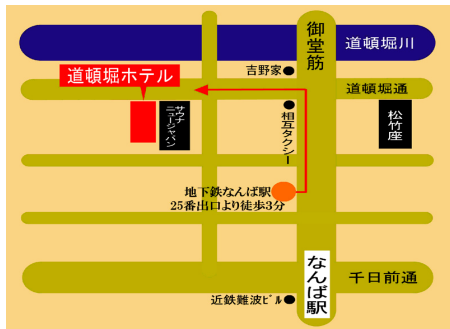 御堂筋
道頓堀川
吉野家
道頓堀ホテル
道頓堀通
サウナ
ニュージャパン
相互タクシー
松竹座
地下鉄なんば駅
25番出口より徒歩3分
なんば駅
千日前通
近鉄難波ビル